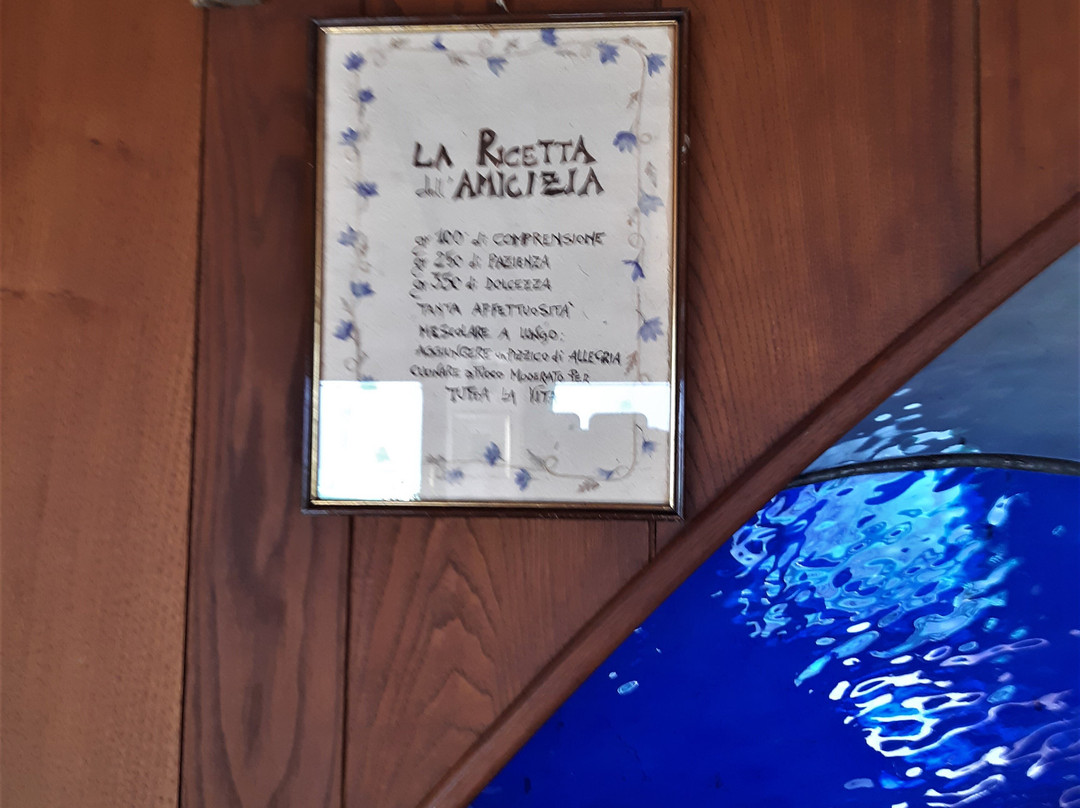 LA RICETTA
dell'AMICIZIA
gr 100 di COMPRENSIONE
gr 250 di PAZIENZA
gr 350 di DOLCEZZA
TANTA AFFETTUOSITÀ
MESCOLARE A LUNGO:
AGGIUNGERE un PIZZICO di ALLEGRIA
CUCINARE a FUOCO MODERATO PER
TUTTA LA VITA